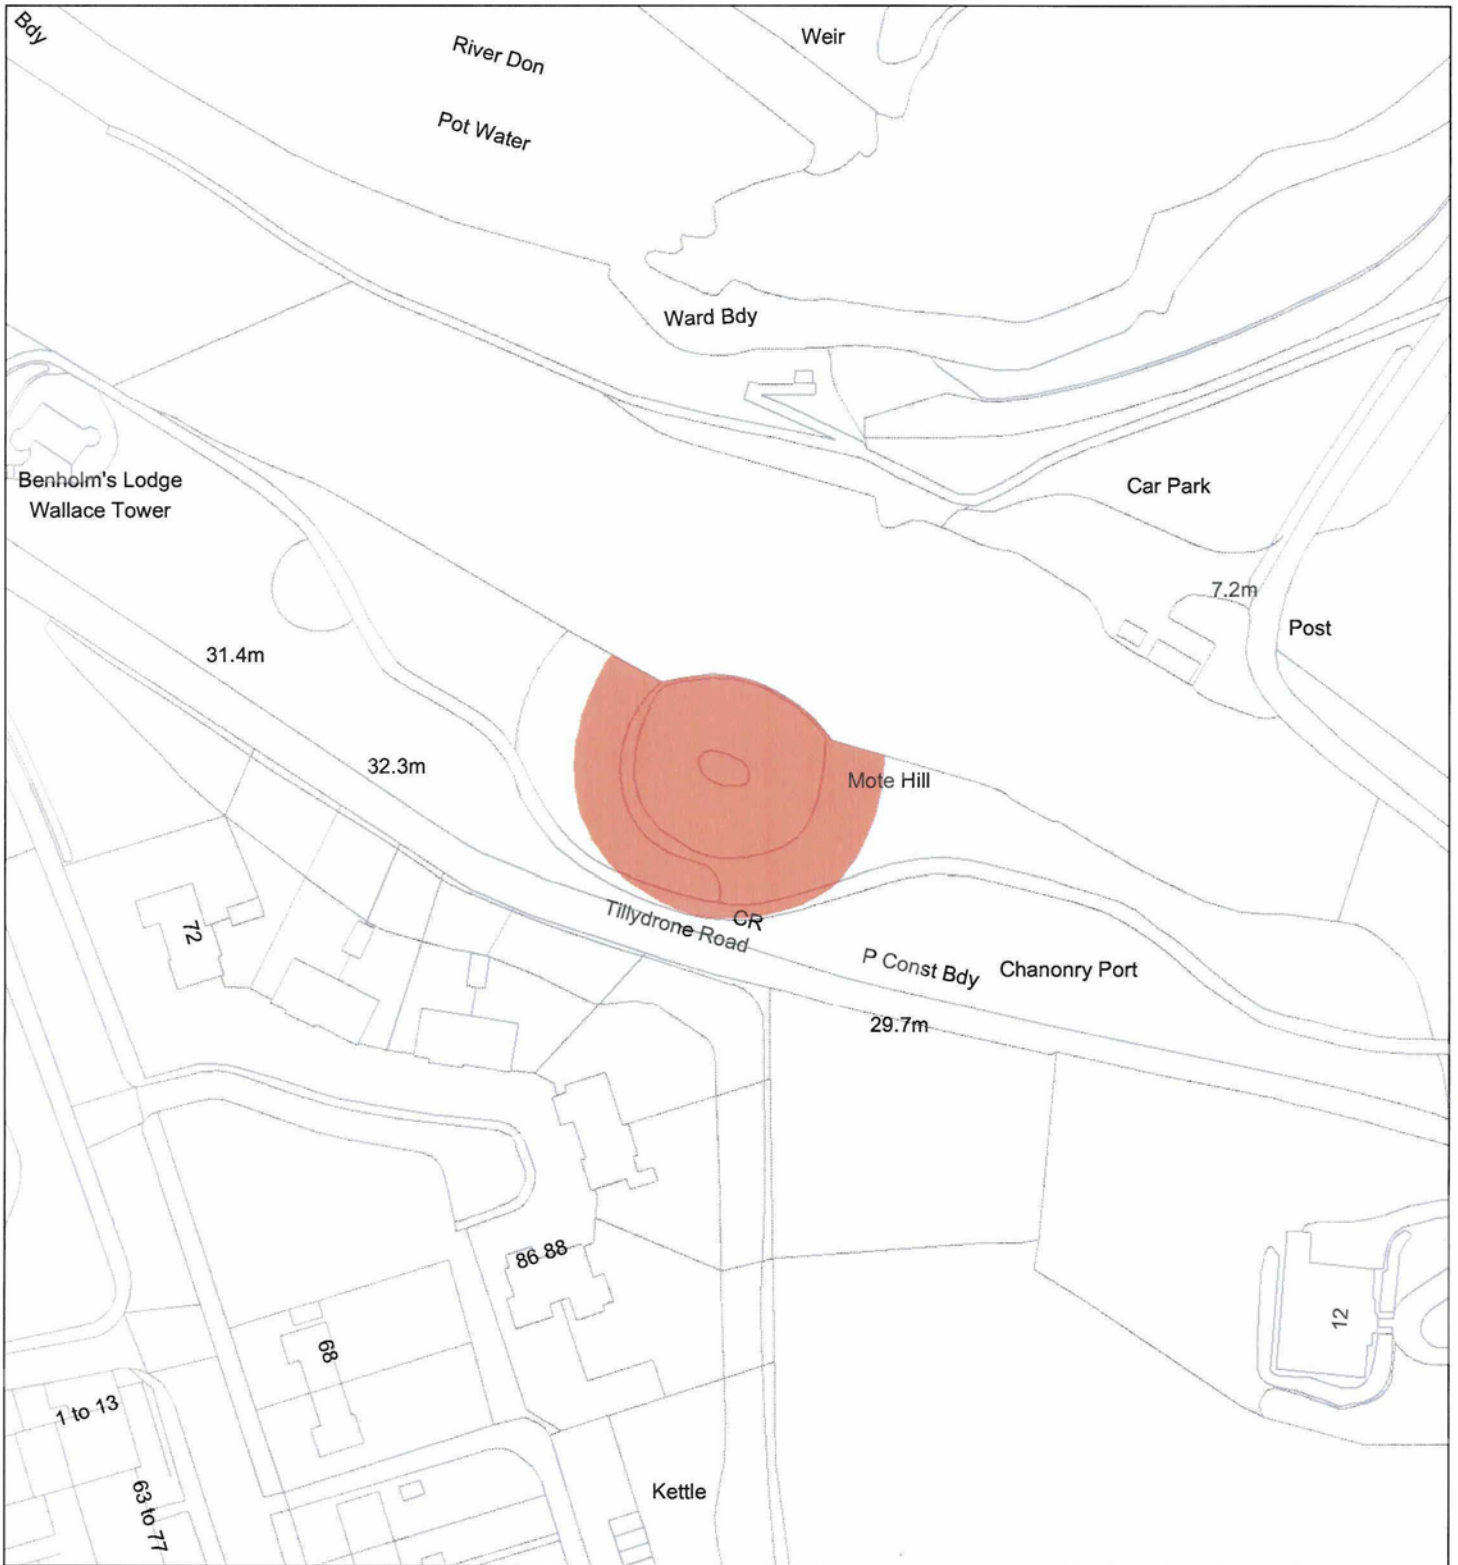 Bdy
River Don
Weir
Pot Water
Ward Bdy
Benholm's Lodge
Wallace Tower
Car Park
7.2m
Post
31.4m
32.3m
Mote Hill
Tillydrone Road
CR
P Const Bdy
Chanonry Port
29.7m
72
86 88
12
68
1 to 13
63 to 77
Kettle